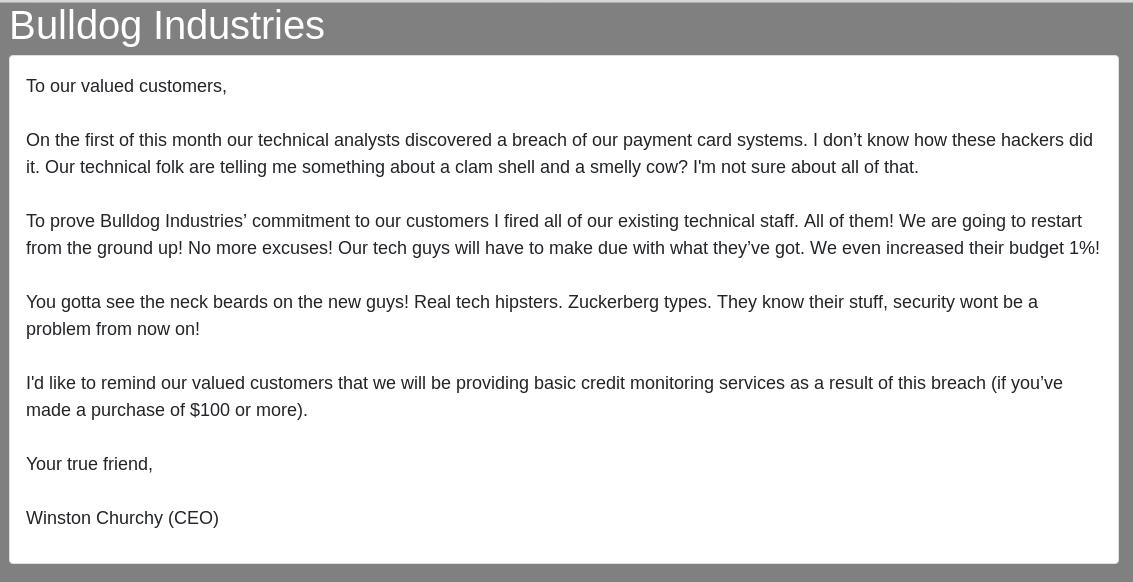 Bulldog Industries
To our valued customers,
On the first of this month our technical analysts discovered a breach of our payment card systems. I don’t know how these hackers did
it. Our technical folk are telling me something about a clam shell and a smelly cow? I'm not sure about all of that.
To prove Bulldog Industries’ commitment to our customers I fired all of our existing technical staff. All of them! We are going to restart
from the ground up! No more excuses! Our tech guys will have to make due with what they’ve got. We even increased their budget 1%!
You gotta see the neck beards on the new guys! Real tech hipsters. Zuckerberg types. They know their stuff, security wont be a
problem from now on!
I'd like to remind our valued customers that we will be providing basic credit monitoring services as a result of this breach (if you’ve
made a purchase of $100 or more).
Your true friend,
Winston Churchy (CEO)